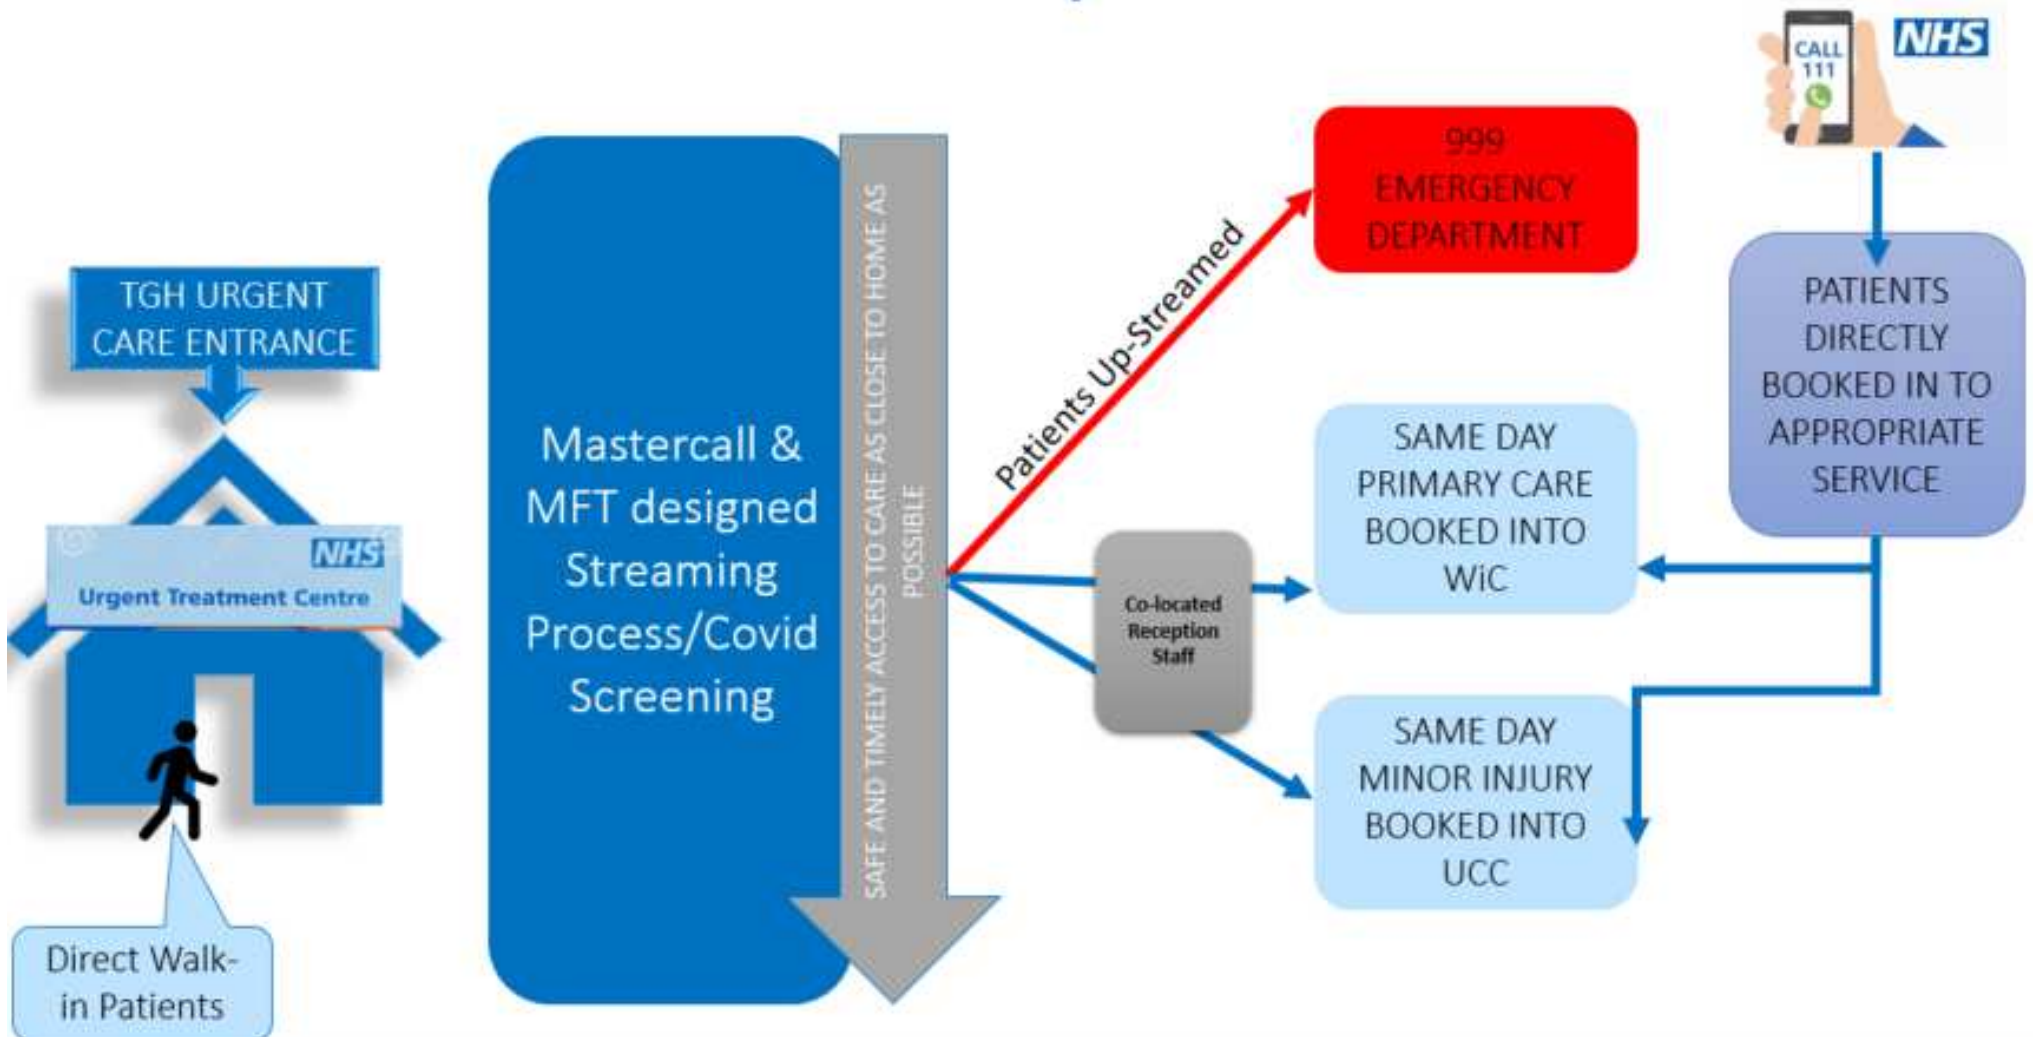 TGH URGENT
CARE ENTRANCE
NHS
Urgent Treatment Centre
Direct Walk-
in Patients
Mastercall &
MFT designed
Streaming
Process/Covid
Screening
SAFE AND TIMELY ACCESS TO CARE AS CLOSE TO HOME AS
POSSIBLE
Patients Up-Streamed
Co-located
Reception
Staff
999
EMERGENCY
DEPARTMENT
SAME DAY
PRIMARY CARE
BOOKED INTO
WiC
SAME DAY
MINOR INJURY
BOOKED INTO
UCC
CALL
111
NHS
PATIENTS
DIRECTLY
BOOKED IN TO
APPROPRIATE
SERVICE